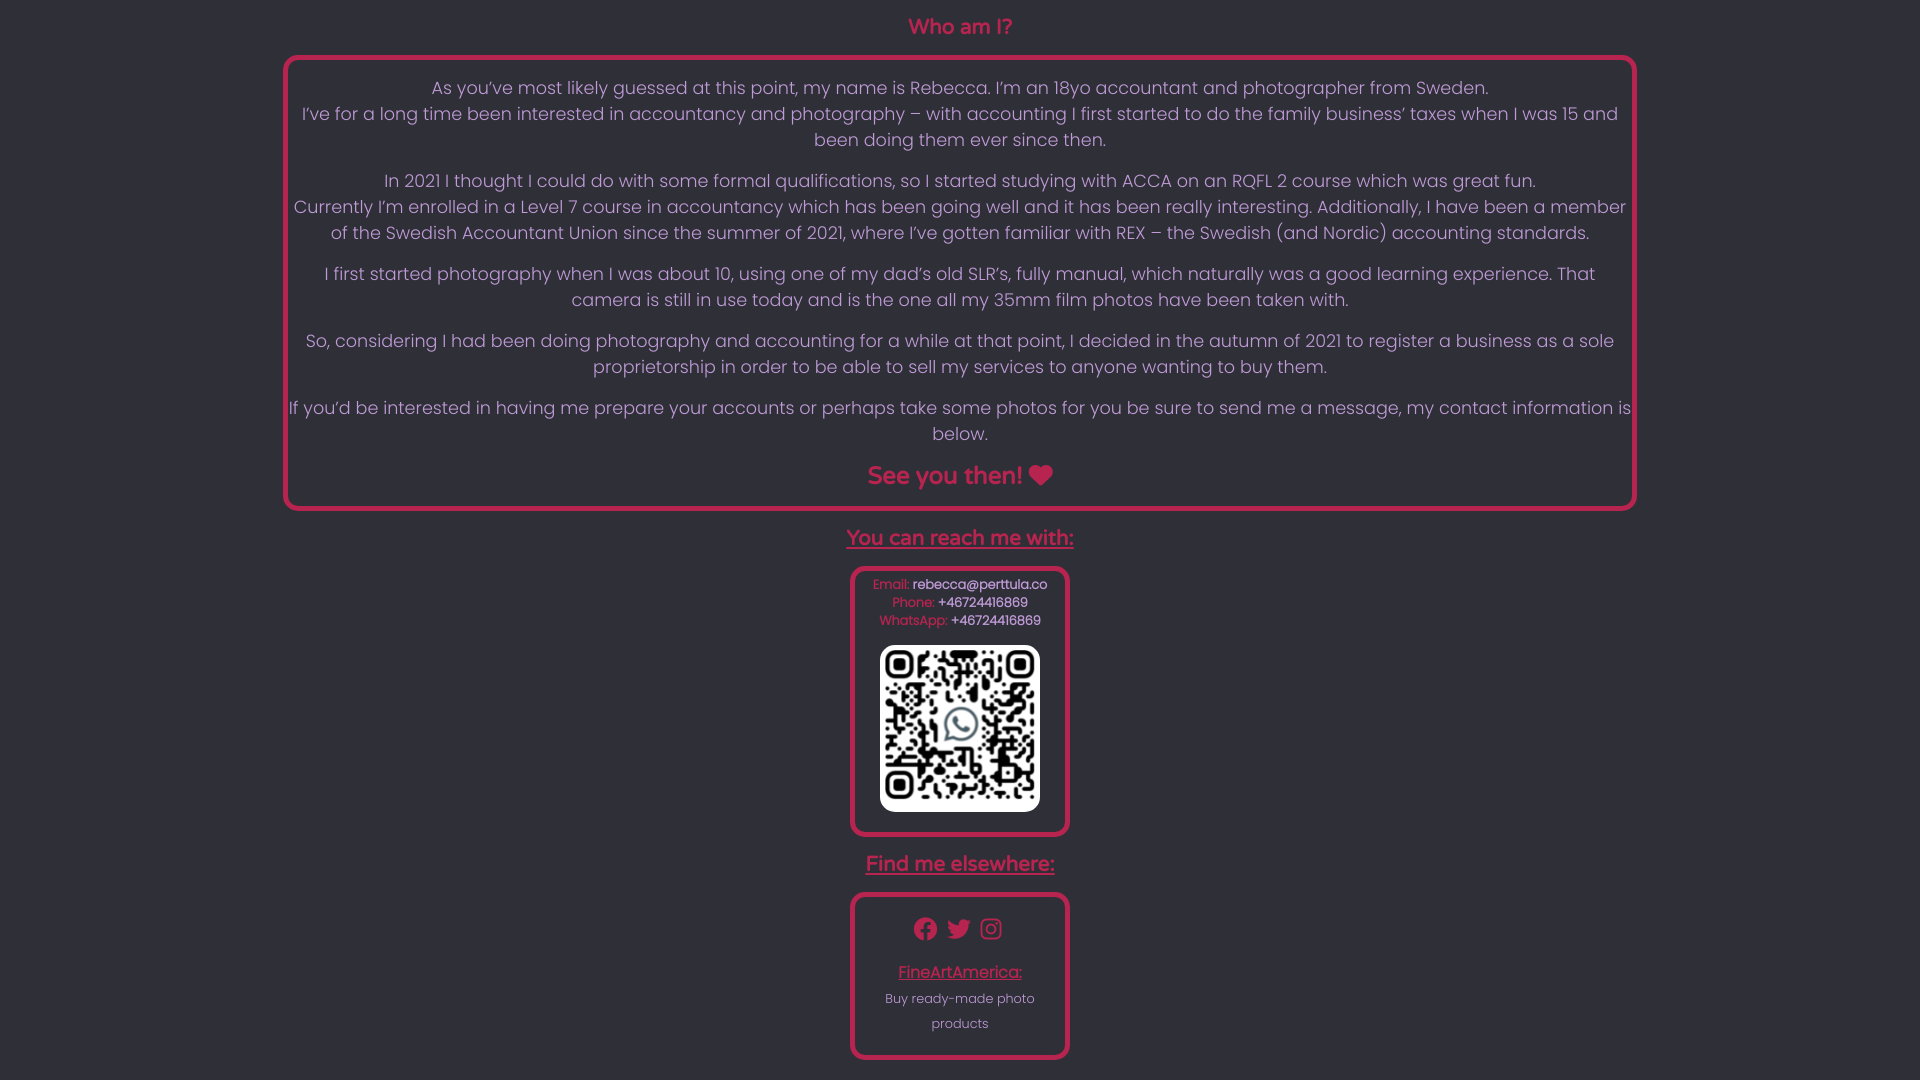 Who am I?
As you’ve most likely guessed at this point, my name is Rebecca. I’m an 18yo accountant and photographer from Sweden.
I’ve for a long time been interested in accountancy and photography – with accounting I first started to do the family business’ taxes when I was 15 and
been doing them ever since then.
In 2021 I thought I could do with some formal qualifications, so I started studying with ACCA on an RQFL 2 course which was great fun.
Currently I’m enrolled in a Level 7 course in accountancy which has been going well and it has been really interesting. Additionally, I have been a member
of the Swedish Accountant Union since the summer of 2021, where I’ve gotten familiar with REX – the Swedish (and Nordic) accounting standards.
I first started photography when I was about 10, using one of my dad’s old SLR’s, fully manual, which naturally was a good learning experience. That
camera is still in use today and is the one all my 35mm film photos have been taken with.
So, considering I had been doing photography and accounting for a while at that point, I decided in the autumn of 2021 to register a business as a sole
proprietorship in order to be able to sell my services to anyone wanting to buy them.
If you’d be interested in having me prepare your accounts or perhaps take some photos for you be sure to send me a message, my contact information is
below.
See you then!
You can reach me with:
Email: rebecca@perttula.co
Phone: +46724416869
WhatsApp: +46724416869
Find me elsewhere:
FineArtAmerica:
Buy ready-made photo
products